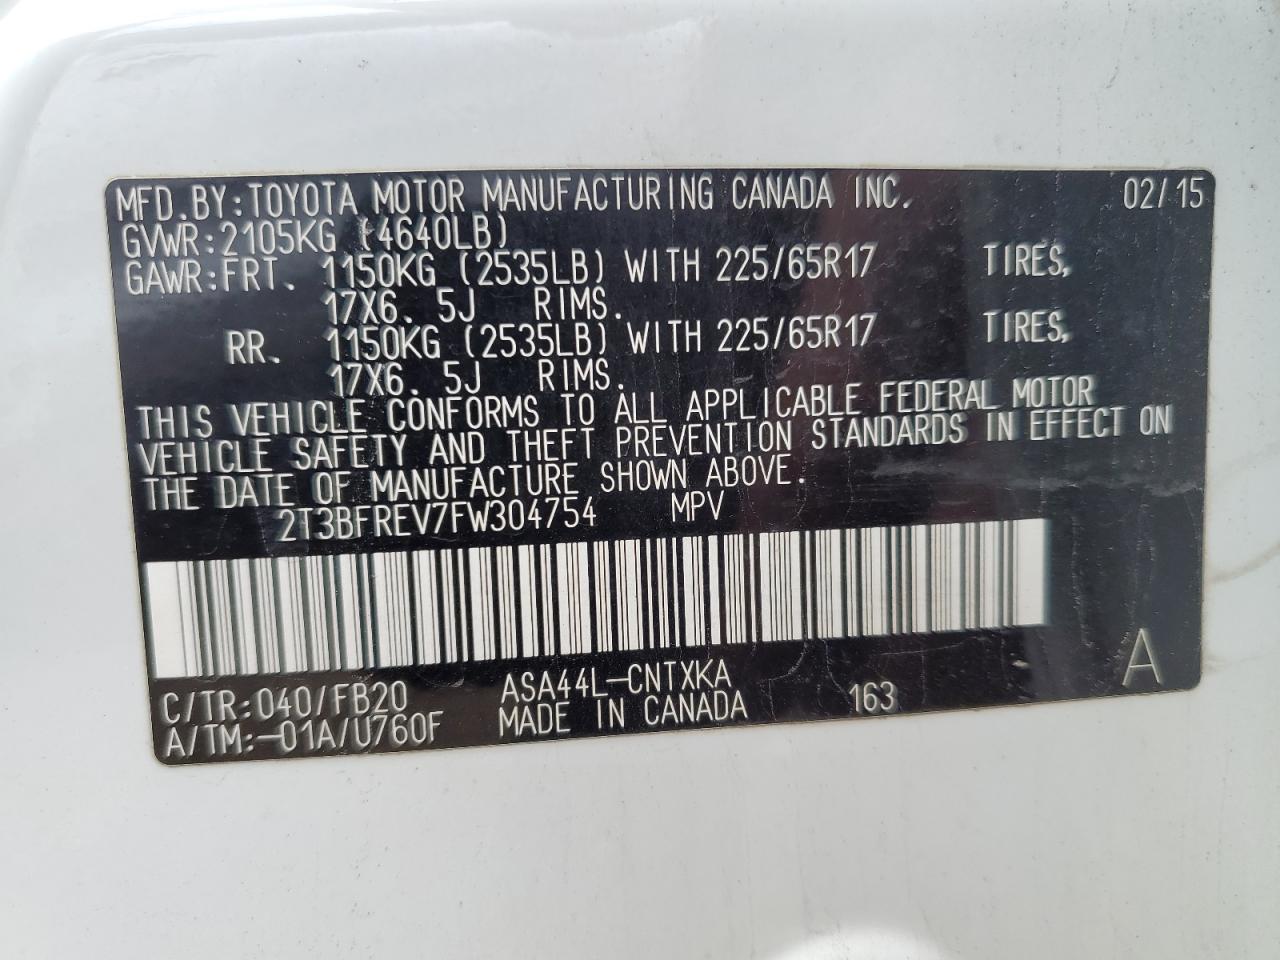 MFD.BY:TOYOTA MOTOR MANUFACTURING CANADA INC. 02/15
GVWR:2105KG (4640LB)
GAWR:FRT. 1150KG (2535LB) WITH 225/65R17 TIRES,
17X6. 5J RIMS.
RR. 1150KG (2535LB) WITH 225/65R17 TIRES,
17X6. 5J RIMS.
THIS VEHICLE CONFORMS TO ALL APPLICABLE FEDERAL MOTOR
VEHICLE SAFETY AND THEFT PREVENTION STANDARDS IN EFFECT ON
THE DATE OF MANUFACTURE SHOWN ABOVE.
2T3BFREV7FW304754 MPV
C/TR:040/FB20 ASA44L-CNTXKA 163 A
A/TM:-01A/U760F MADE IN CANADA